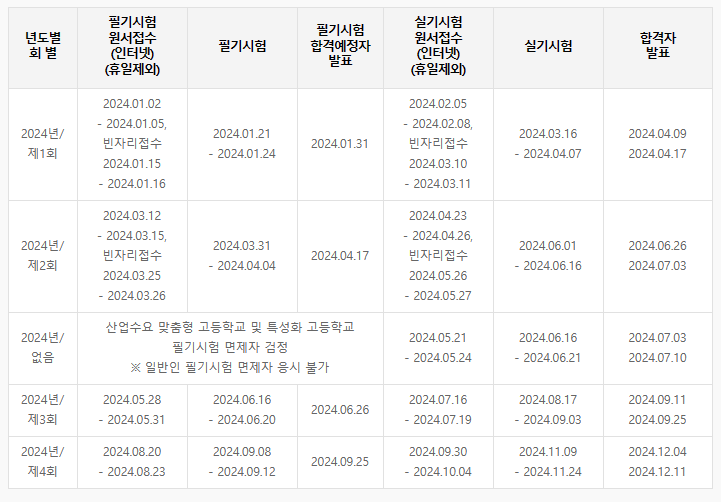 년도별
회 별
필기시험
원서접수
(인터넷)
(휴일제외)
필기시험
필기시험
합격예정자
발표
실기시험
원서접수
(인터넷)
(휴일제외)
실기시험
합격자
발표
2024년/
제1회
2024.01.02
- 2024.01.05,
빈자리접수
2024.01.15
- 2024.01.16
2024.01.21
- 2024.01.24
2024.01.31
2024.02.05
- 2024.02.08,
빈자리접수
2024.03.10
- 2024.03.11
2024.03.16
- 2024.04.07
2024.04.09
2024.04.17
2024년/
제2회
2024.03.12
- 2024.03.15,
빈자리접수
2024.03.25
- 2024.03.26
2024.03.31
- 2024.04.04
2024.04.17
2024.04.23
- 2024.04.26,
빈자리접수
2024.05.26
- 2024.05.27
2024.06.01
- 2024.06.16
2024.06.26
2024.07.03
2024년/
없음
산업수요 맞춤형 고등학교 및 특성화 고등학교
필기시험 면제자 검정
※ 일반인 필기시험 면제자 응시 불가
2024.05.21
- 2024.05.24
2024.06.16
- 2024.06.21
2024.07.03
2024.07.10
2024년/
제3회
2024.05.28
- 2024.05.31
2024.06.16
- 2024.06.20
2024.06.26
2024.07.16
- 2024.07.19
2024.08.17
- 2024.09.03
2024.09.11
2024.09.25
2024년/
제4회
2024.08.20
- 2024.08.23
2024.09.08
- 2024.09.12
2024.09.25
2024.09.30
- 2024.10.04
2024.11.09
- 2024.11.24
2024.12.04
2024.12.11